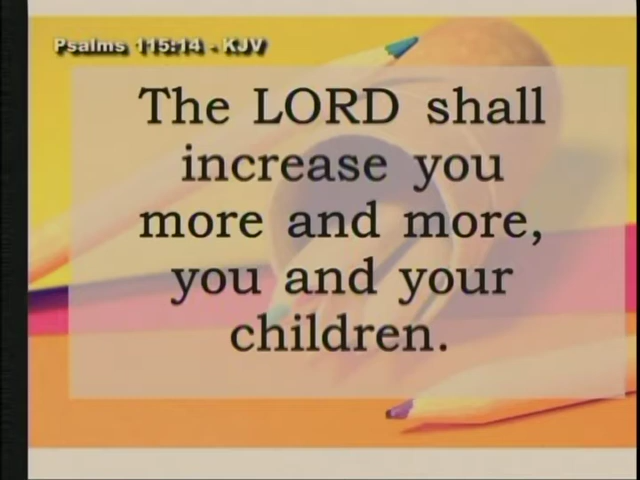 Psalms 115:14 - KJV
The LORD shall
increase you
more and more,
you and your
children.